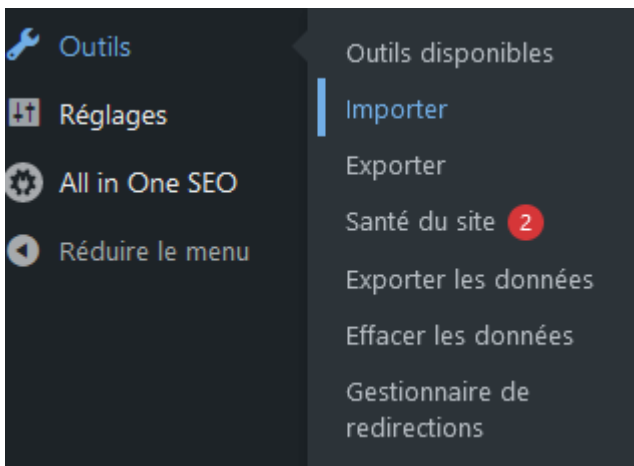 Outils
Réglages
All in One SEO
Réduire le menu
Outils disponibles
Importer
Exporter
Santé du site 2
Exporter les données
Effacer les données
Gestionnaire de
redirections